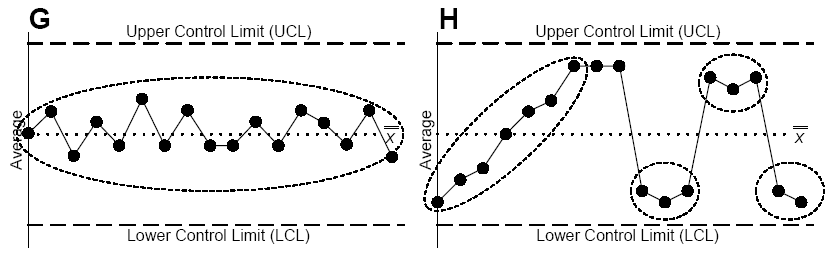 G
Upper Control Limit (UCL)
Average
x̿
Lower Control Limit (LCL)
H
Upper Control Limit (UCL)
Average
x̿
Lower Control Limit (LCL)